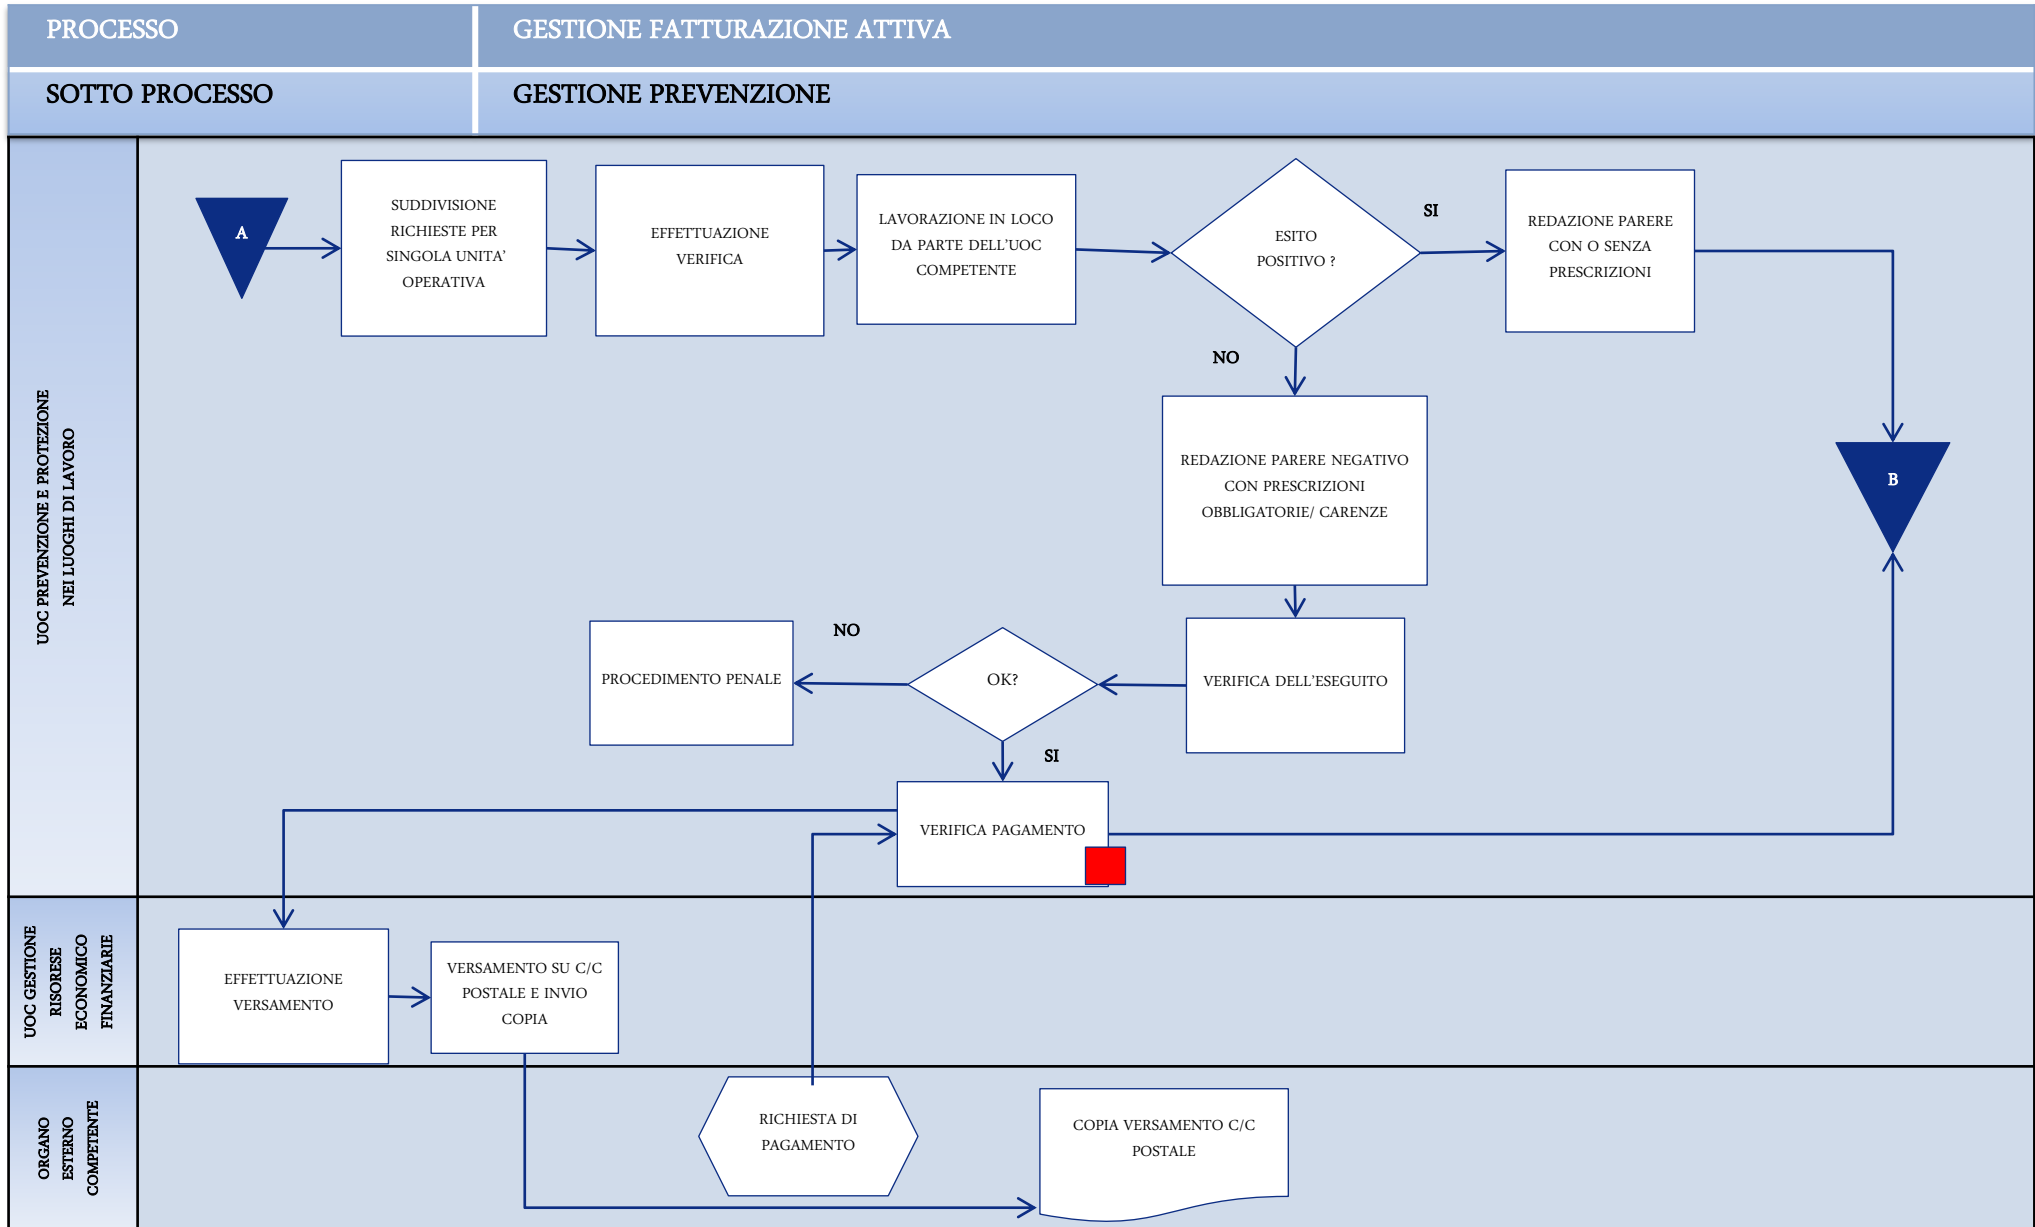 PROCESSO
GESTIONE FATTURAZIONE ATTIVA
SOTTO PROCESSO
GESTIONE PREVENZIONE
UOC PREVENZIONE E PROTEZIONE
NEI LUOGHI DI LAVORO
A
SUDDIVISIONE
RICHIESTE PER
SINGOLA UNITA’
OPERATIVA
EFFETTUAZIONE
VERIFICA
LAVORAZIONE IN LOCO
DA PARTE DELL’UOC
COMPETENTE
ESITO
POSITIVO ?
SI
REDAZIONE PARERE
CON O SENZA
PRESCRIZIONI
NO
REDAZIONE PARERE NEGATIVO
CON PRESCRIZIONI
OBBLIGATORIE/ CARENZE
B
VERIFICA DELL’ESEGUITO
OK?
NO
PROCEDIMENTO PENALE
SI
VERIFICA PAGAMENTO
UOC GESTIONE
RISORESE
ECONOMICO
FINANZIARIE
EFFETTUAZIONE
VERSAMENTO
VERSAMENTO SU C/C
POSTALE E INVIO
COPIA
ORGANO
ESTERNO
COMPETENTE
RICHIESTA DI
PAGAMENTO
COPIA VERSAMENTO C/C
POSTALE